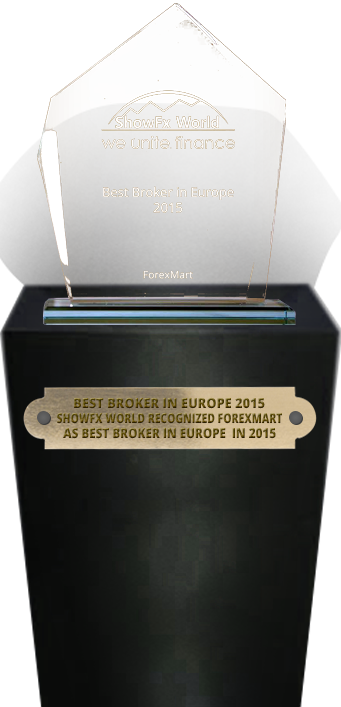 ShowFx World
we unite finance
Best Broker in Europe
2015
ForexMart
BEST BROKER IN EUROPE 2015
SHOWFX WORLD RECOGNIZED FOREXMART
AS BEST BROKER IN EUROPE IN 2015